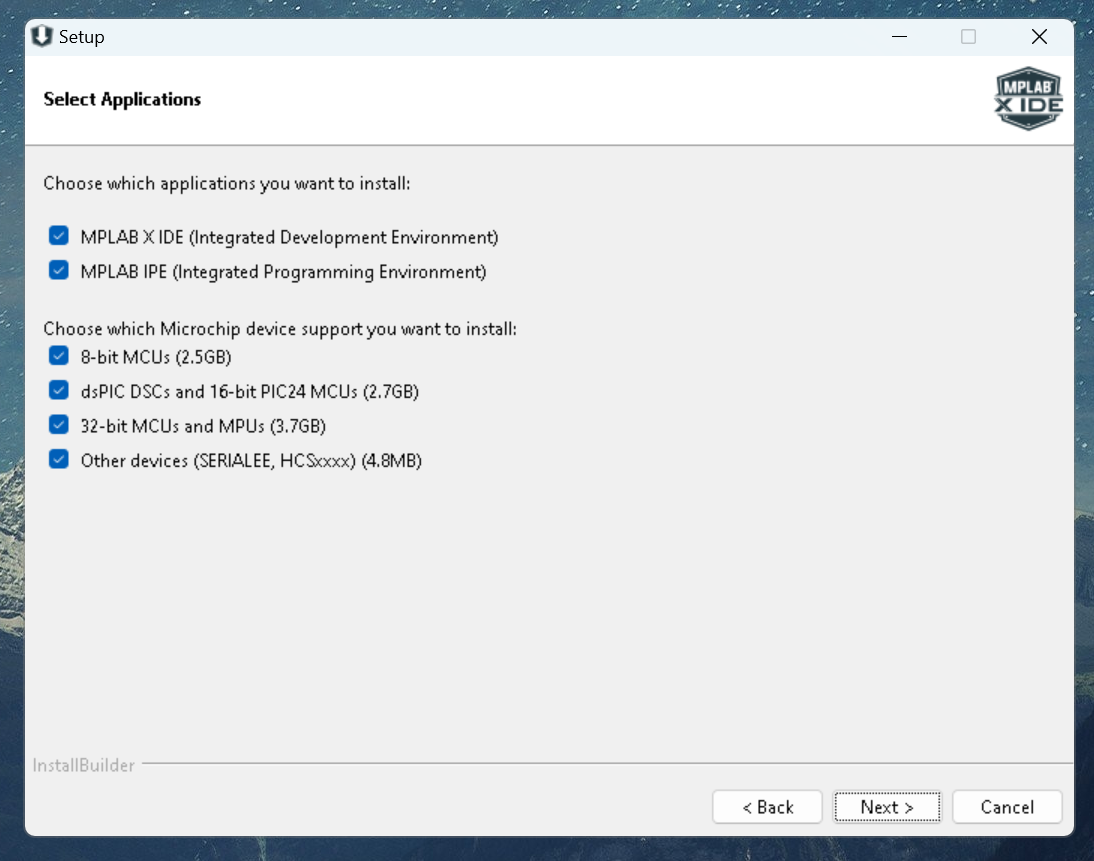 Setup
Select Applications
MPLAB
X IDE
Choose which applications you want to install:
MPLAB X IDE (Integrated Development Environment)
MPLAB IPE (Integrated Programming Environment)
Choose which Microchip device support you want to install:
8-bit MCUs (2.5GB)
dsPIC DSCs and 16-bit PIC24 MCUs (2.7GB)
32-bit MCUs and MPUs (3.7GB)
Other devices (SERIALEE, HCSxxxx) (4.8MB)
InstallBuilder
< Back
Next >
Cancel